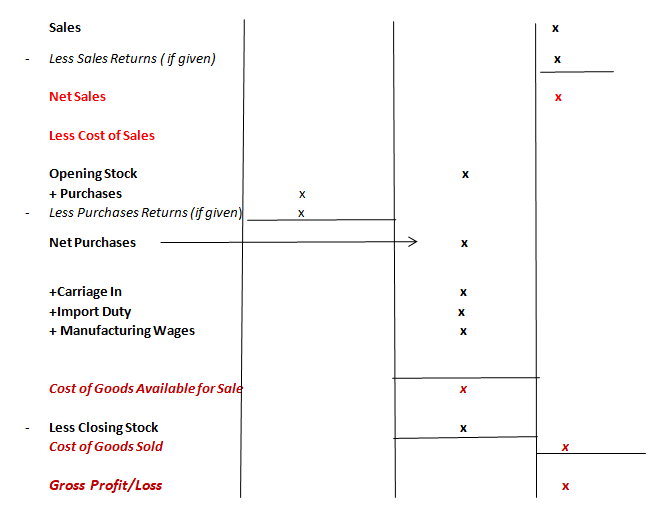 Sales x
- Less Sales Returns ( if given) x
Net Sales x
Less Cost of Sales
Opening Stock x
+ Purchases x
- Less Purchases Returns (if given) x
Net Purchases x
+Carriage In x
+Import Duty x
+ Manufacturing Wages x
Cost of Goods Available for Sale x
- Less Closing Stock x
Cost of Goods Sold x
Gross Profit/Loss x